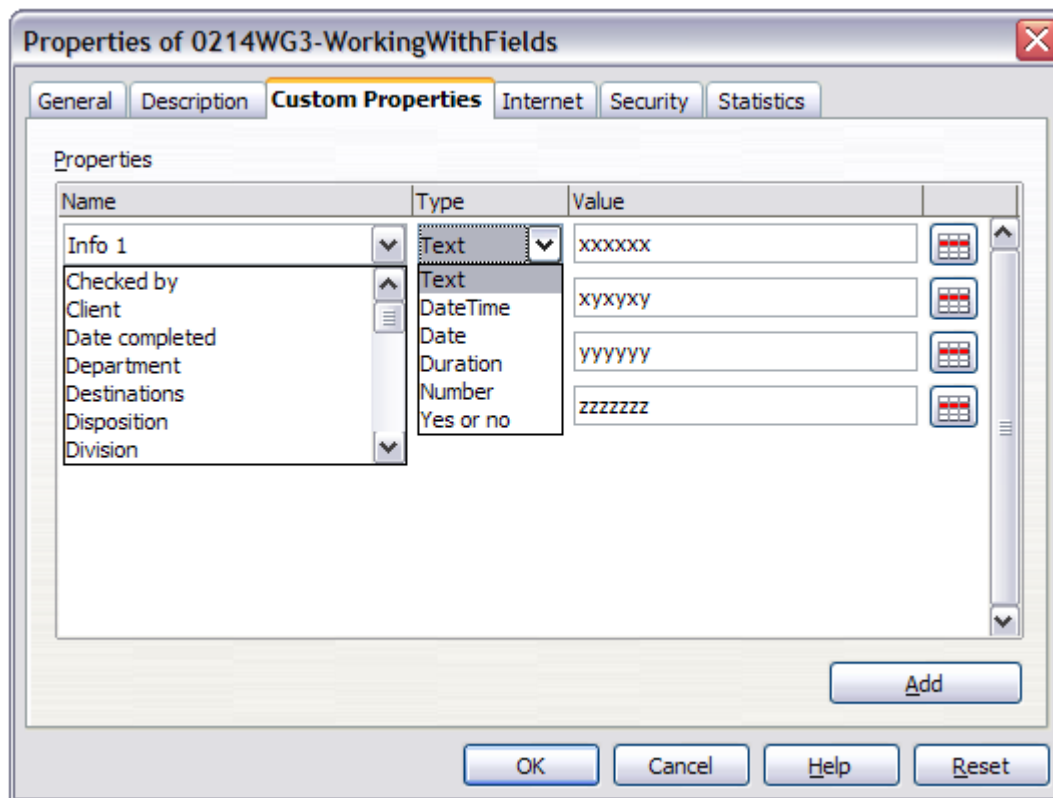 Properties of 0214WG3-WorkingWithFields
General Description Custom Properties Internet Security Statistics
Properties
Name Type Value
Info 1 Text xxxxxx
Checked by Text
Client DateTime xyxyxy
Date completed Date
Department Duration yyyyyy
Destinations Number
Disposition Yes or no zzzzzzz
Division
Add
OK Cancel Help Reset